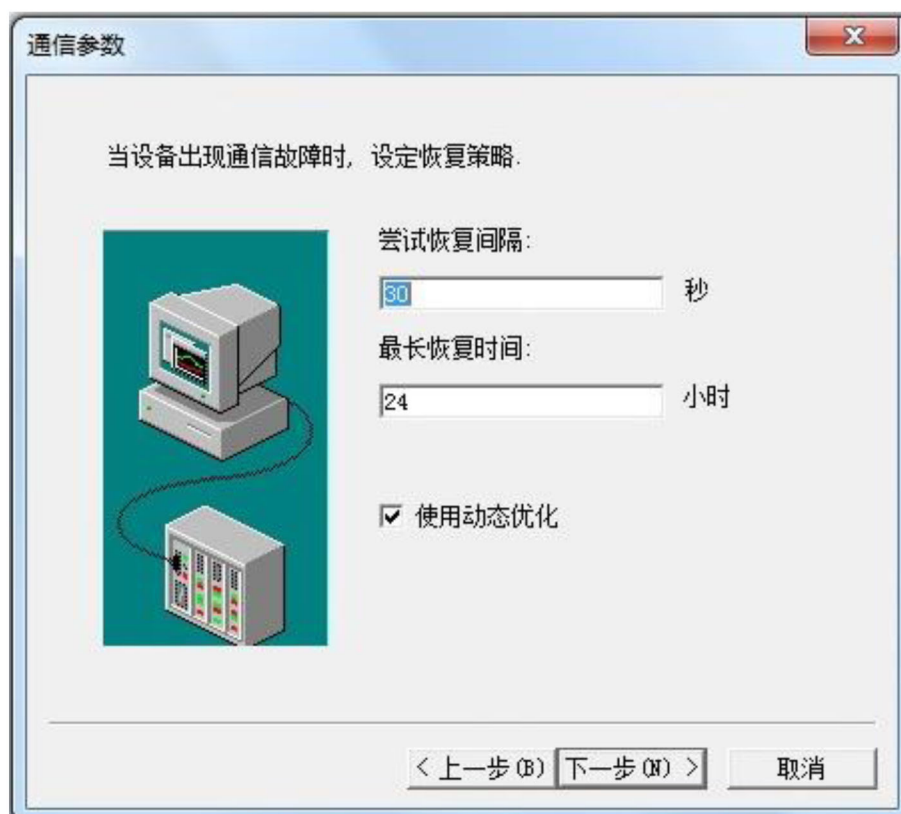 通信参数
当设备出现通信故障时, 设定恢复策略.
尝试恢复间隔:
30 秒
最长恢复时间:
24 小时
使用动态优化
< 上一步(B) 下一步(N) > 取消